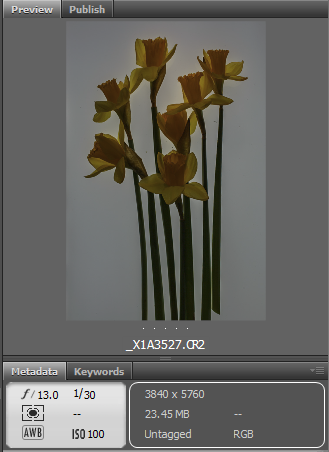 Preview Publish
_X1A3527.CR2
Metadata Keywords
f/13.0 1/30 3840 x 5760
-- 23.45 MB --
AWB ISO 100 Untagged RGB